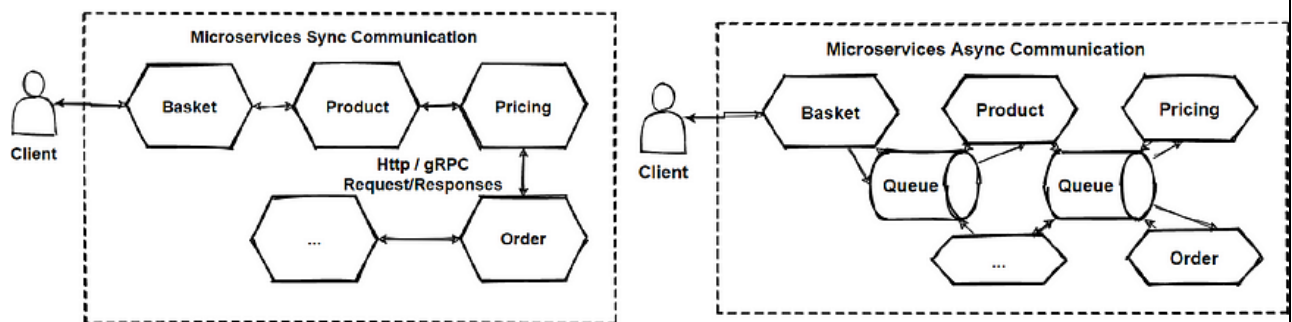 Microservices Sync Communication
Client
Basket
Product
Pricing
Http / gRPC
Request/Responses
...
Order
Microservices Async Communication
Client
Basket
Product
Pricing
Queue
Queue
...
Order